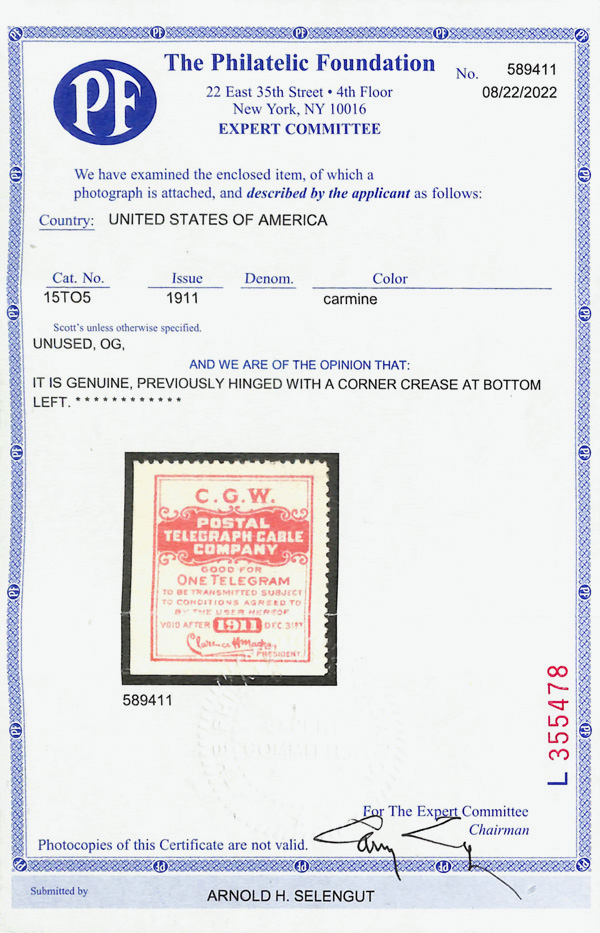 PF
The Philatelic Foundation
No. 589411
22 East 35th Street • 4th Floor
08/22/2022
New York, NY 10016
EXPERT COMMITTEE
We have examined the enclosed item, of which a
photograph is attached, and described by the applicant as follows:
Country: UNITED STATES OF AMERICA
Cat. No. Issue Denom. Color
15TO5 1911 carmine
Scott's unless otherwise specified.
UNUSED, OG,
AND WE ARE OF THE OPINION THAT:
IT IS GENUINE, PREVIOUSLY HINGED WITH A CORNER CREASE AT BOTTOM
LEFT. * * * * * * * * * * * *
C.G.W.
POSTAL
TELEGRAPH CABLE
COMPANY
GOOD FOR
ONE TELEGRAM
TO BE TRANSMITTED SUBJECT
TO CONDITIONS AGREED TO
BY THE USER HEREOF
VOID AFTER 1911 DEC. 31ST
Clarence H Mackay
PRESIDENT
589411
L 355478
For The Expert Committee
Chairman
Photocopies of this Certificate are not valid.
Submitted by
ARNOLD H. SELENGUT